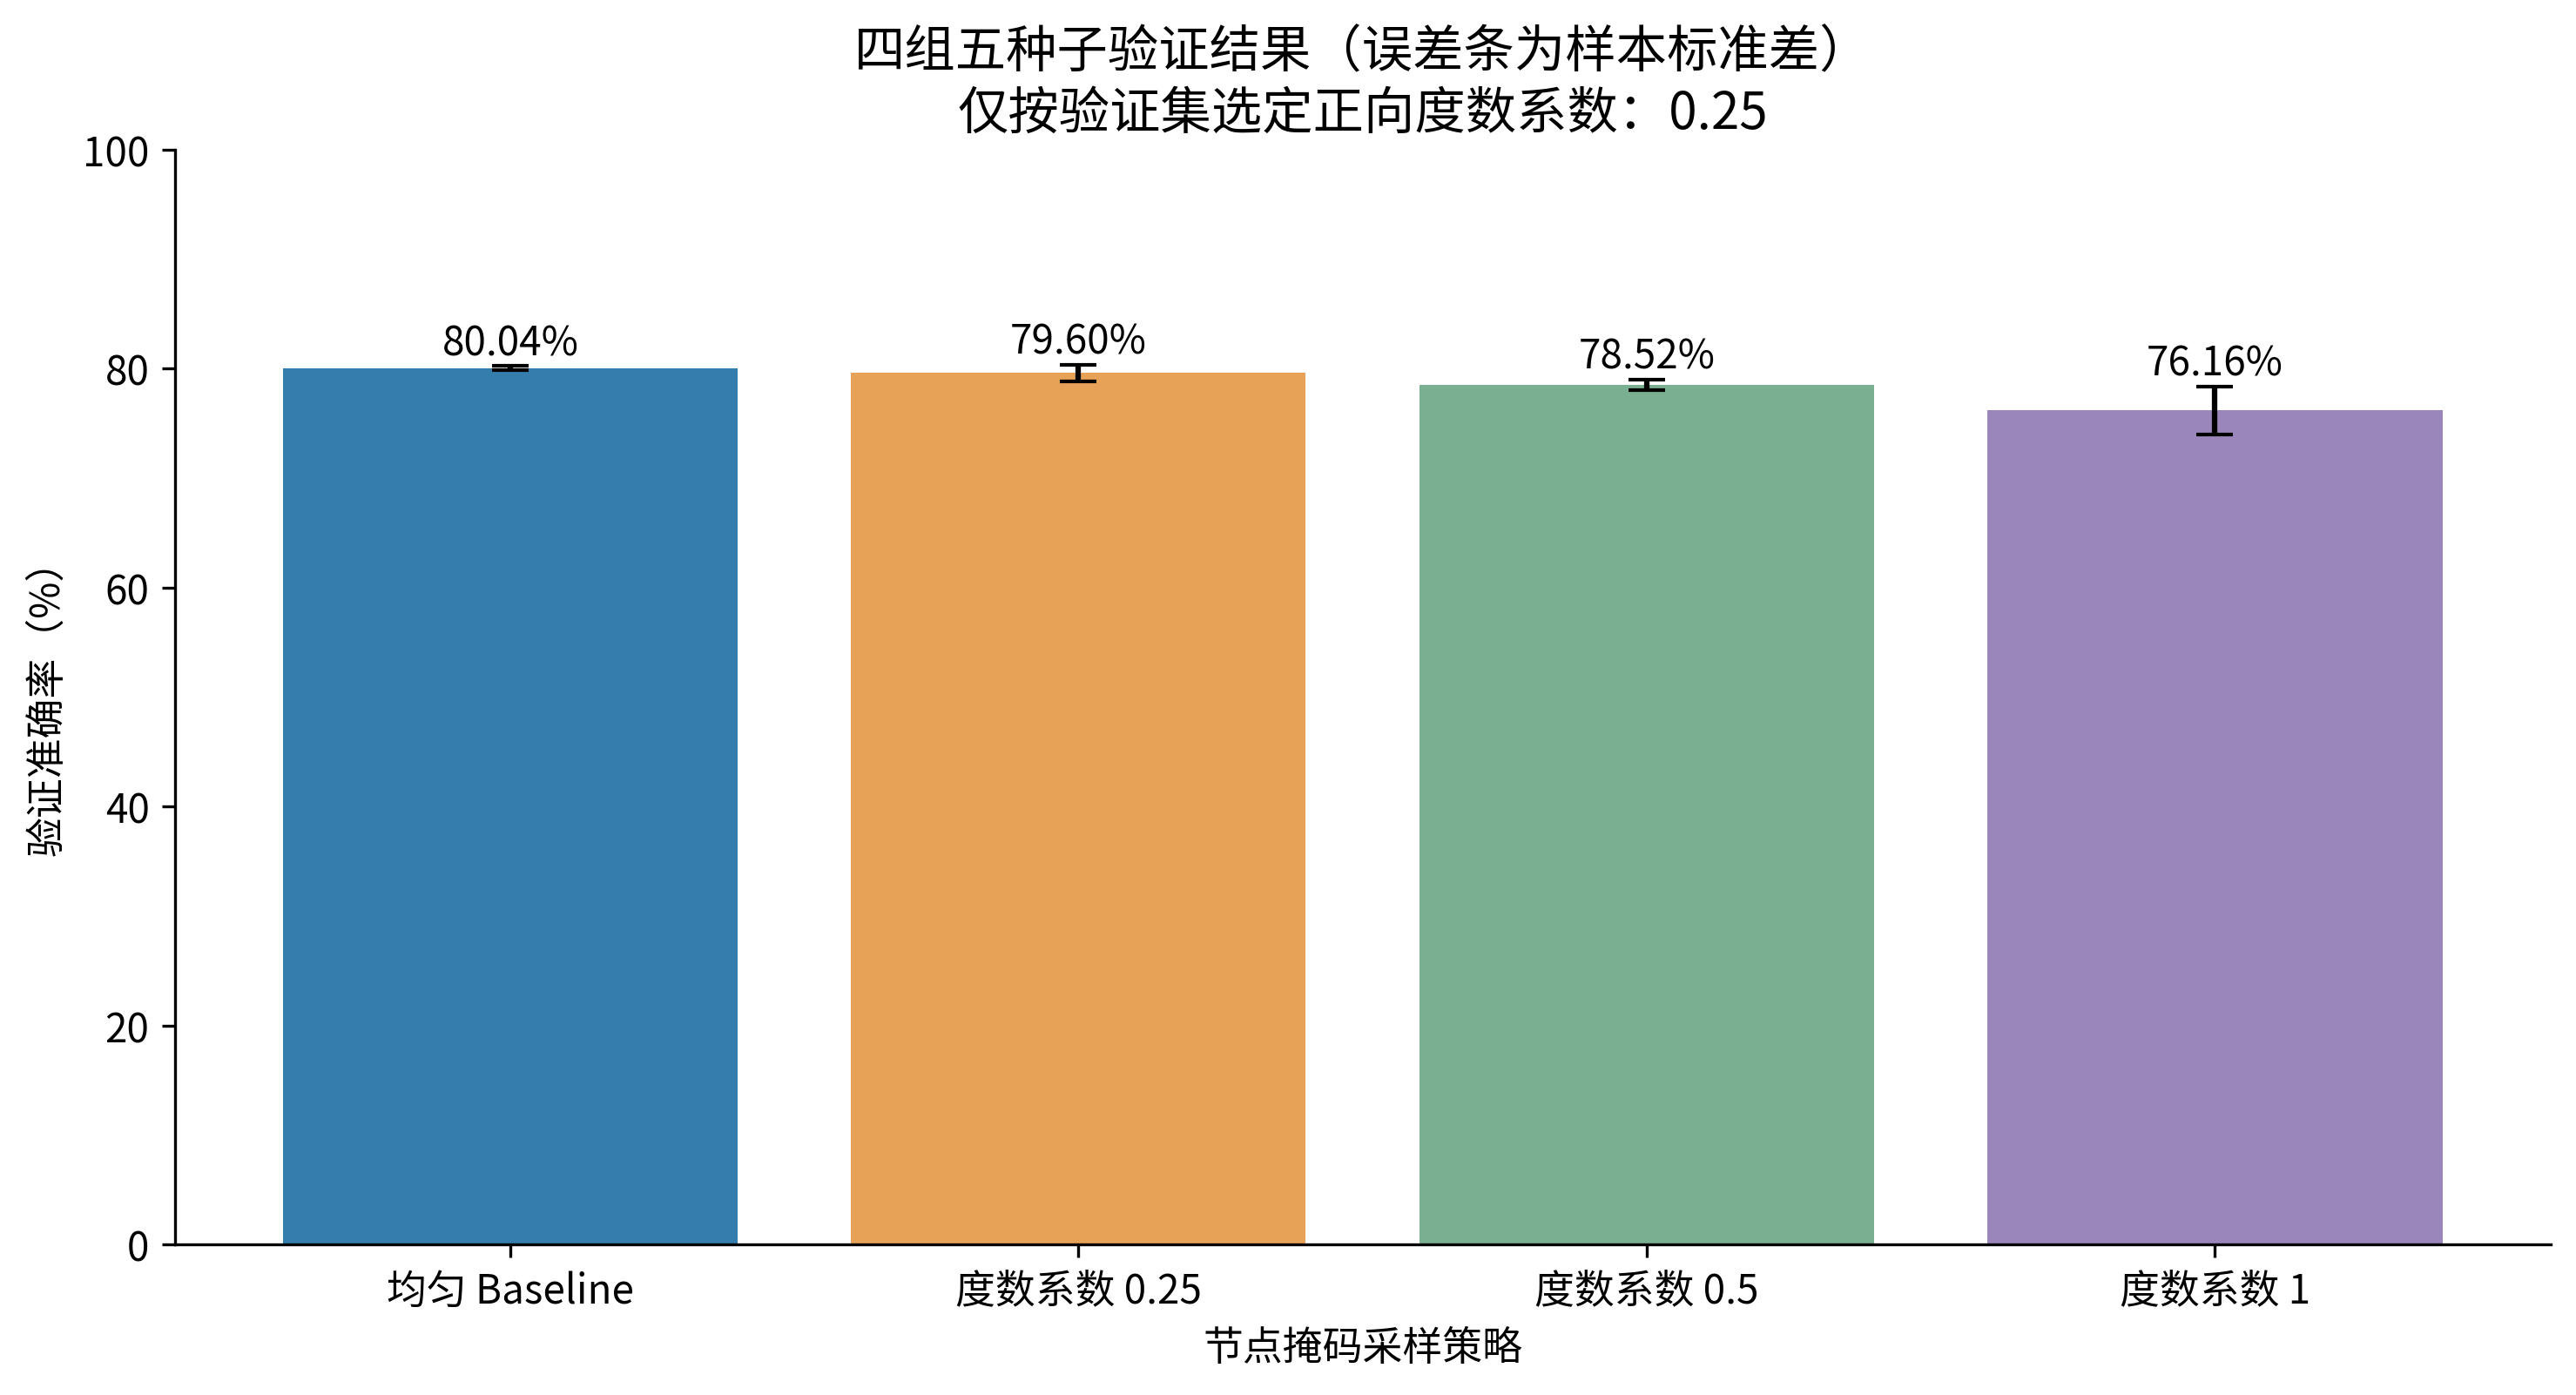 四组五种子验证结果（误差条为样本标准差）
仅按验证集选定正向度数系数：0.25
验证准确率（%）
100
80
60
40
20
0
80.04%
79.60%
78.52%
76.16%
均匀 Baseline
度数系数 0.25
度数系数 0.5
度数系数 1
节点掩码采样策略